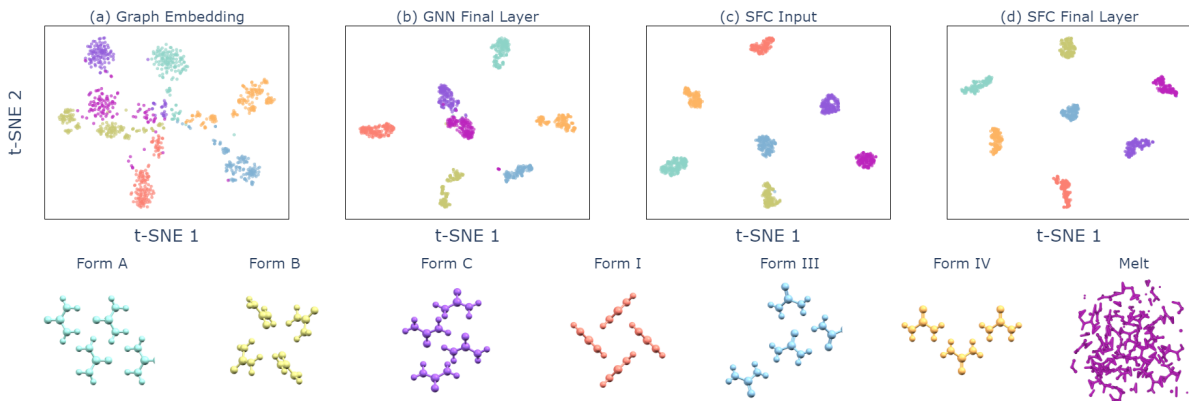 (a) Graph Embedding
(b) GNN Final Layer
(c) SFC Input
(d) SFC Final Layer
t-SNE 2
t-SNE 1
t-SNE 1
t-SNE 1
t-SNE 1
Form A
Form B
Form C
Form I
Form III
Form IV
Melt